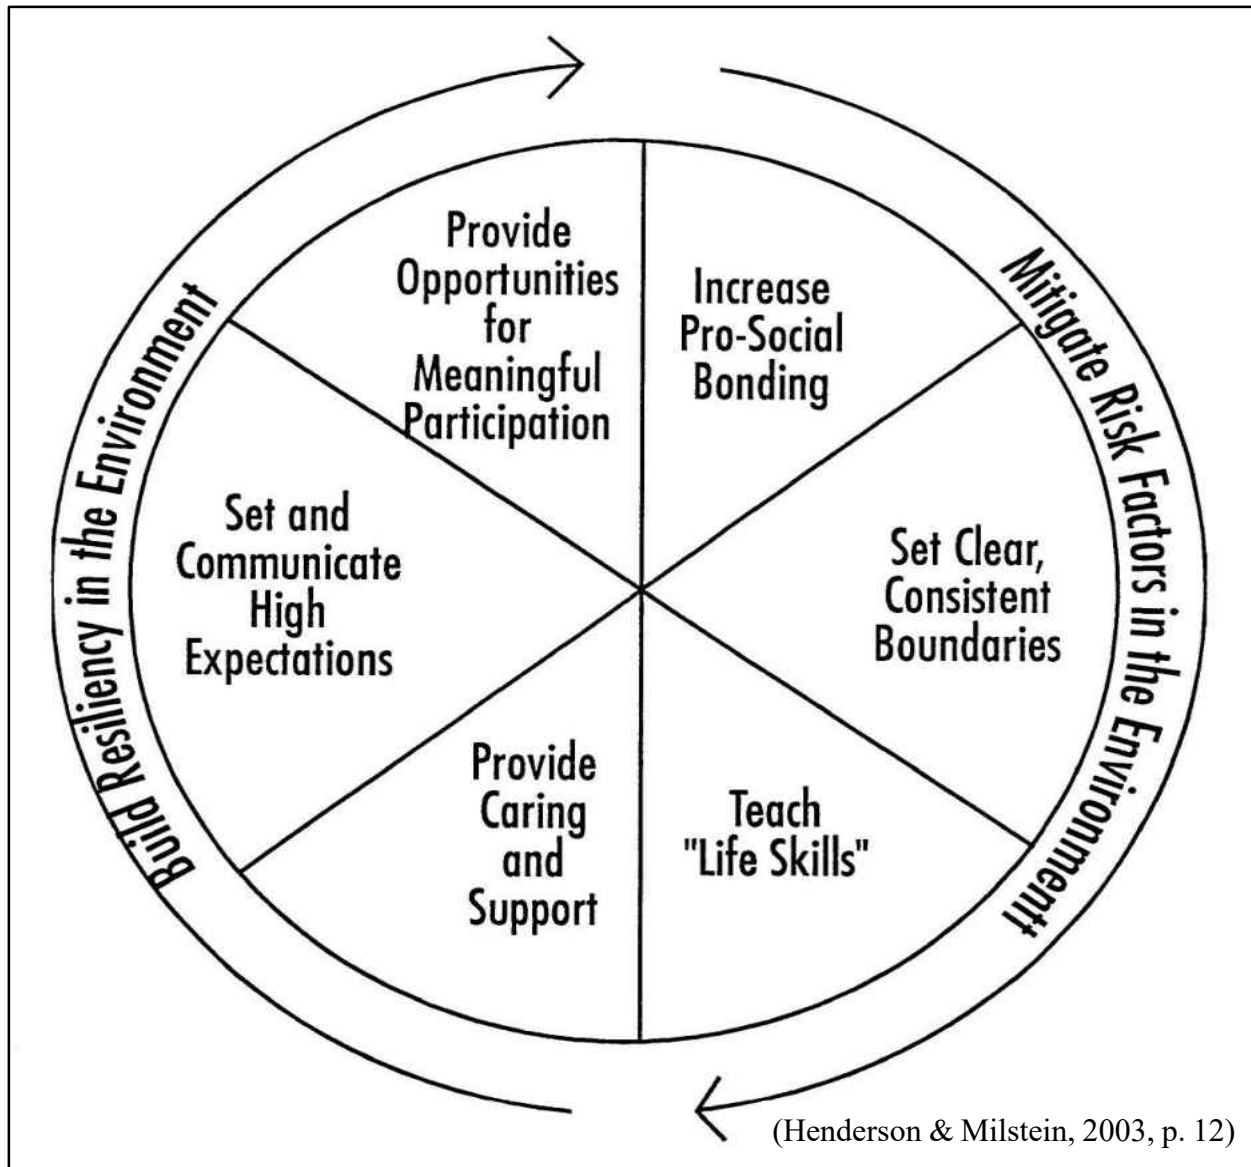 Provide
Opportunities
for
Meaningful
Participation
Increase
Pro-Social
Bonding
Set Clear,
Consistent
Boundaries
Teach
"Life Skills"
Provide
Caring
and
Support
Set and
Communicate
High
Expectations
Build Resiliency in the Environment
Mitigate Risk Factors in the Environmentt
(Henderson & Milstein, 2003, p. 12)